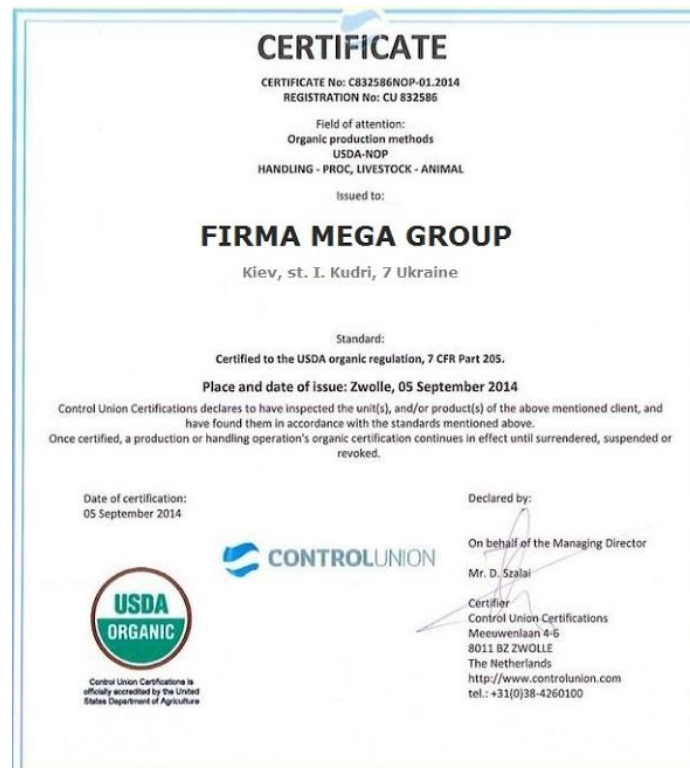 CERTIFICATE
CERTIFICATE No: C832586NOP-01.2014
REGISTRATION No: CU 832586
Field of attention:
Organic production methods
USDA-NOP
HANDLING - PROC, LIVESTOCK - ANIMAL
Issued to:
FIRMA MEGA GROUP
Kiev, st. I. Kudri, 7 Ukraine
Standard:
Certified to the USDA organic regulation, 7 CFR Part 205.
Place and date of issue: Zwolle, 05 September 2014
Control Union Certifications declares to have inspected the unit(s), and/or product(s) of the above mentioned client, and
have found them in accordance with the standards mentioned above.
Once certified, a production or handling operation's organic certification continues in effect until surrendered, suspended or
revoked.
Date of certification:
05 September 2014
CONTROLUNION
USDA
ORGANIC
Control Union Certifications is
officially accredited by the United
States Department of Agriculture
Declared by:
On behalf of the Managing Director
Mr. D. Szalai
Certifier
Control Union Certifications
Meeuwenlaan 4-6
8011 BZ ZWOLLE
The Netherlands
http://www.controlunion.com
tel.: +31(0)38-4260100